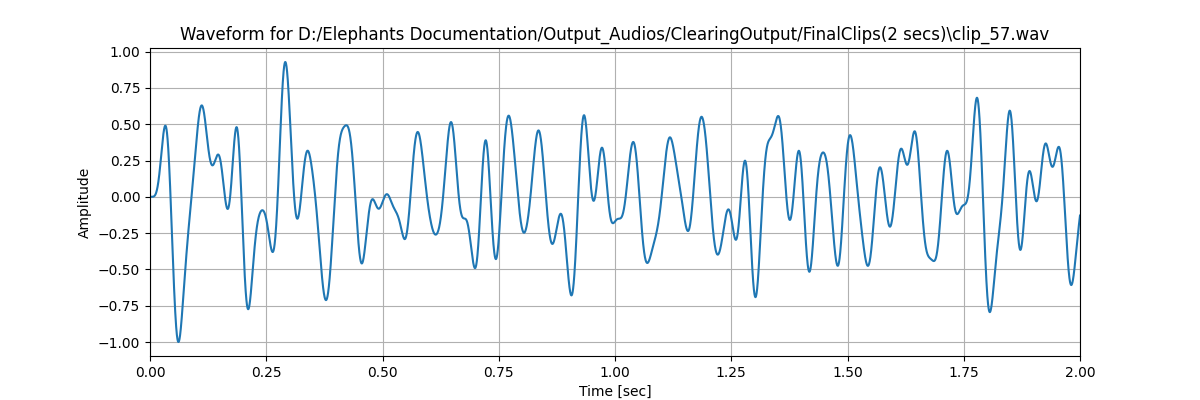 Waveform for D:/Elephants Documentation/Output_Audios/ClearingOutput/FinalClips(2 secs)\clip_57.wav
1.00
0.75
0.50
0.25
0.00
−0.25
−0.50
−0.75
−1.00
Amplitude
0.00 0.25 0.50 0.75 1.00 1.25 1.50 1.75 2.00
Time [sec]